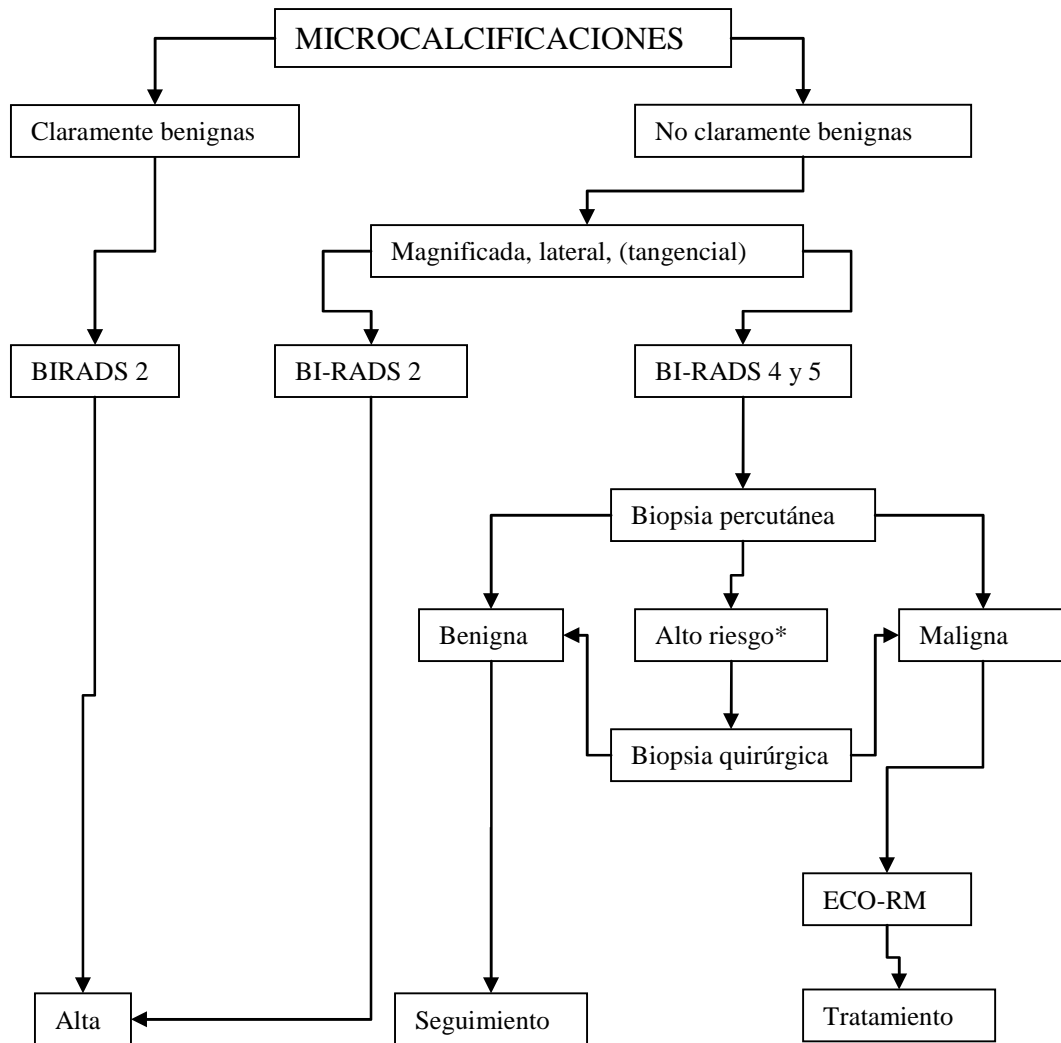 MICROCALCIFICACIONES
Claramente benignas
No claramente benignas
Magnificada, lateral, (tangencial)
BIRADS 2
BI-RADS 2
BI-RADS 4 y 5
Biopsia percutánea
Benigna
Alto riesgo*
Maligna
Biopsia quirúrgica
ECO-RM
Alta
Seguimiento
Tratamiento